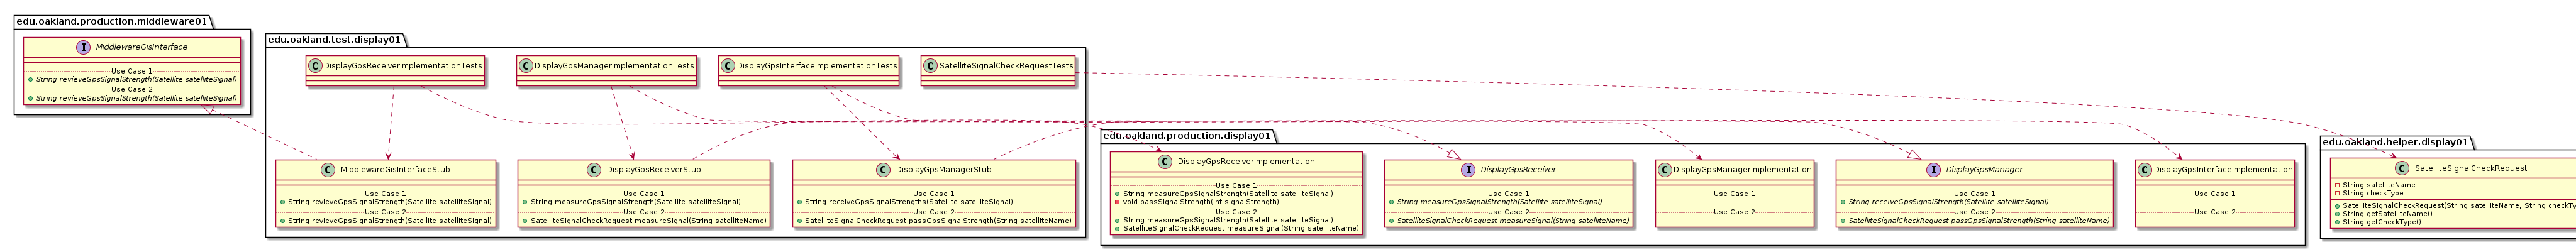 edu.oakland.production.middleware01
I MiddlewareGisInterface
Use Case 1
String revieveGpsSignalStrength(Satellite satelliteSignal)
Use Case 2
String revieveGpsSignalStrength(Satellite satelliteSignal)
edu.oakland.test.display01
C DisplayGpsReceiverImplementationTests
C DisplayGpsManagerImplementationTests
C DisplayGpsInterfaceImplementationTests
C SatelliteSignalCheckRequestTests
C MiddlewareGisInterfaceStub
Use Case 1
String revieveGpsSignalStrength(Satellite satelliteSignal)
Use Case 2
String revieveGpsSignalStrength(Satellite satelliteSignal)
C DisplayGpsReceiverStub
Use Case 1
String measureGpsSignalStrength(Satellite satelliteSignal)
Use Case 2
SatelliteSignalCheckRequest measureSignal(String satelliteName)
C DisplayGpsManagerStub
Use Case 1
String receiveGpsSignalStrengths(Satellite satelliteSignal)
Use Case 2
SatelliteSignalCheckRequest passGpsSignalStrength(String satelliteName)
edu.oakland.production.display01
C DisplayGpsReceiverImplementation
Use Case 1
String measureGpsSignalStrength(Satellite satelliteSignal)
void passSignalStrength(int signalStrength)
Use Case 2
String measureGpsSignalStrength(Satellite satelliteSignal)
SatelliteSignalCheckRequest measureSignal(String satelliteName)
I DisplayGpsReceiver
Use Case 1
String measureGpsSignalStrength(Satellite satelliteSignal)
Use Case 2
SatelliteSignalCheckRequest measureSignal(String satelliteName)
C DisplayGpsManagerImplementation
Use Case 1
Use Case 2
I DisplayGpsManager
Use Case 1
String receiveGpsSignalStrength(Satellite satelliteSignal)
Use Case 2
SatelliteSignalCheckRequest passGpsSignalStrength(String satelliteName)
C DisplayGpsInterfaceImplementation
Use Case 1
Use Case 2
edu.oakland.helper.display01
C SatelliteSignalCheckRequest
String satelliteName
String checkType
SatelliteSignalCheckRequest(String satelliteName, String checkTy
String getSatelliteName()
String getCheckType()